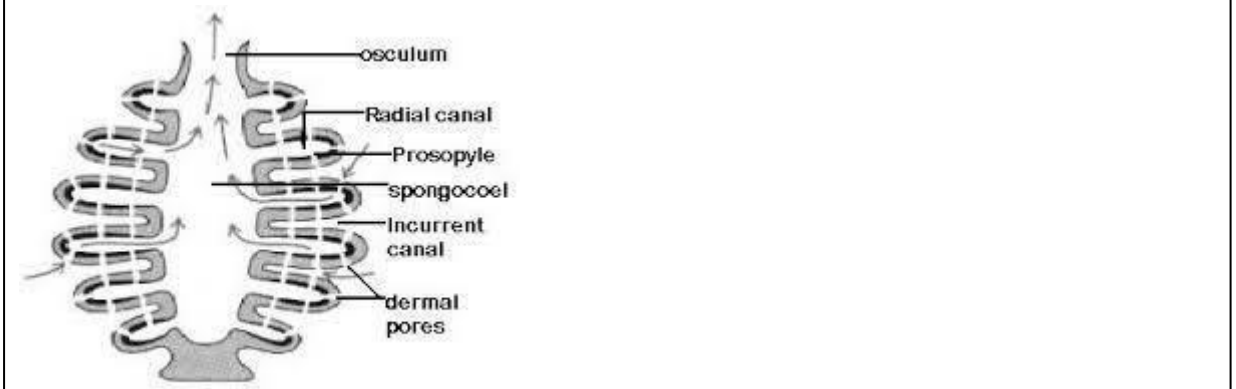 osculum
Radial canal
Prosopyle
spongocoel
Incurrent
canal
dermal
pores